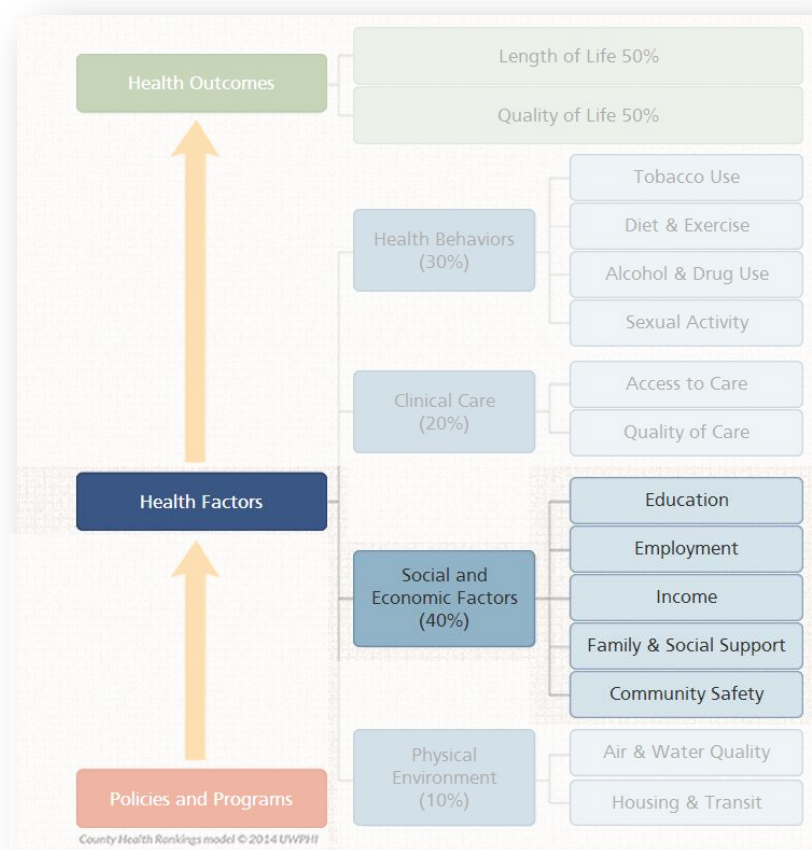 Health Outcomes
Length of Life 50%
Quality of Life 50%
Health Behaviors
(30%)
Tobacco Use
Diet & Exercise
Alcohol & Drug Use
Sexual Activity
Clinical Care
(20%)
Access to Care
Quality of Care
Health Factors
Social and
Economic Factors
(40%)
Education
Employment
Income
Family & Social Support
Community Safety
Physical
Environment
(10%)
Air & Water Quality
Housing & Transit
Policies and Programs
County Health Rankings model © 2014 UWPHI